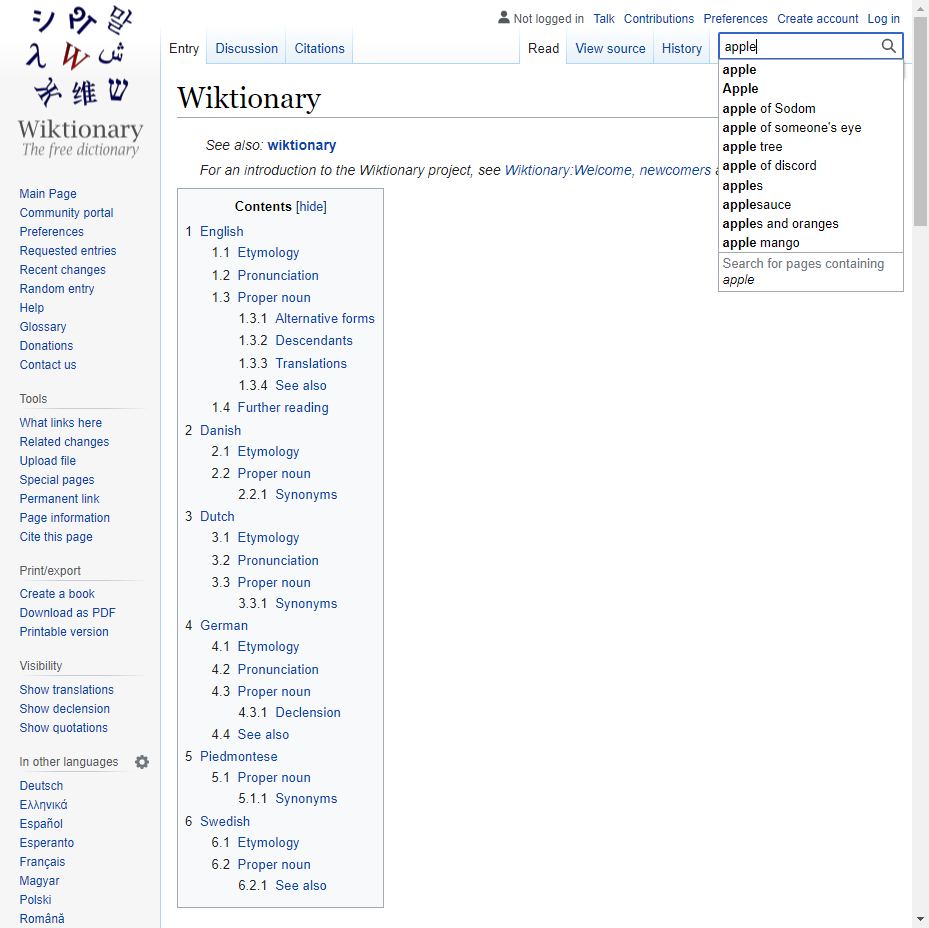 シ ወ 말
λ W ش
ネ 維 ש
Wiktionary
The free dictionary
Not logged in Talk Contributions Preferences Create account Log in
Entry Discussion Citations Read View source History apple
Wiktionary
See also: wiktionary
For an introduction to the Wiktionary project, see Wiktionary:Welcome, newcomers
apple
Apple
apple of Sodom
apple of someone's eye
apple tree
apple of discord
apples
applesauce
apples and oranges
apple mango
Search for pages containing
apple
Main Page
Community portal
Preferences
Requested entries
Recent changes
Random entry
Help
Glossary
Donations
Contact us
Tools
What links here
Related changes
Upload file
Special pages
Permanent link
Page information
Cite this page
Print/export
Create a book
Download as PDF
Printable version
Visibility
Show translations
Show declension
Show quotations
In other languages
Deutsch
Ελληνικά
Español
Esperanto
Français
Magyar
Polski
Română
Contents [hide]
1 English
1.1 Etymology
1.2 Pronunciation
1.3 Proper noun
1.3.1 Alternative forms
1.3.2 Descendants
1.3.3 Translations
1.3.4 See also
1.4 Further reading
2 Danish
2.1 Etymology
2.2 Proper noun
2.2.1 Synonyms
3 Dutch
3.1 Etymology
3.2 Pronunciation
3.3 Proper noun
3.3.1 Synonyms
4 German
4.1 Etymology
4.2 Pronunciation
4.3 Proper noun
4.3.1 Declension
4.4 See also
5 Piedmontese
5.1 Proper noun
5.1.1 Synonyms
6 Swedish
6.1 Etymology
6.2 Proper noun
6.2.1 See also